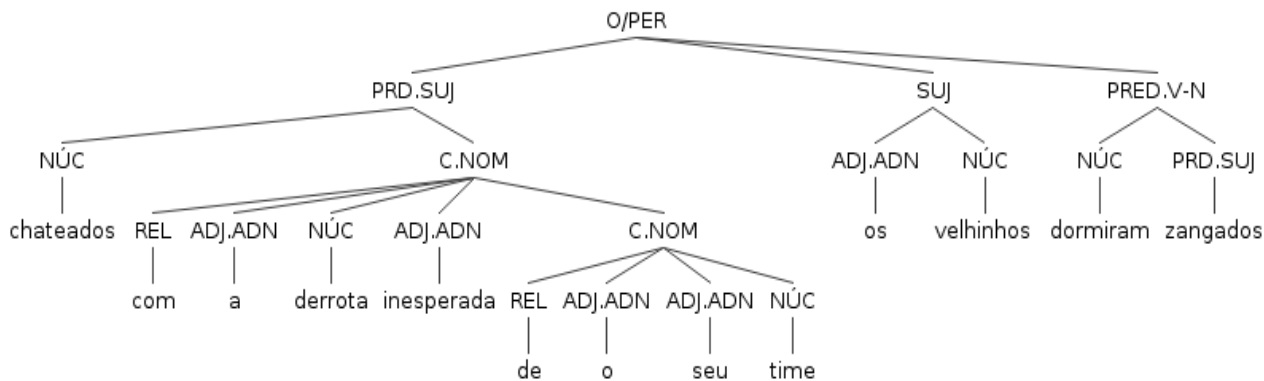 O/PER
PRD.SUJ SUJ PRED.V-N
NÚC C.NOM ADJ.ADN NÚC NÚC PRD.SUJ
chateados REL ADJ.ADN NÚC ADJ.ADN C.NOM os velhinhos dormiram zangados
com a derrota inesperada REL ADJ.ADN ADJ.ADN NÚC
de o seu time